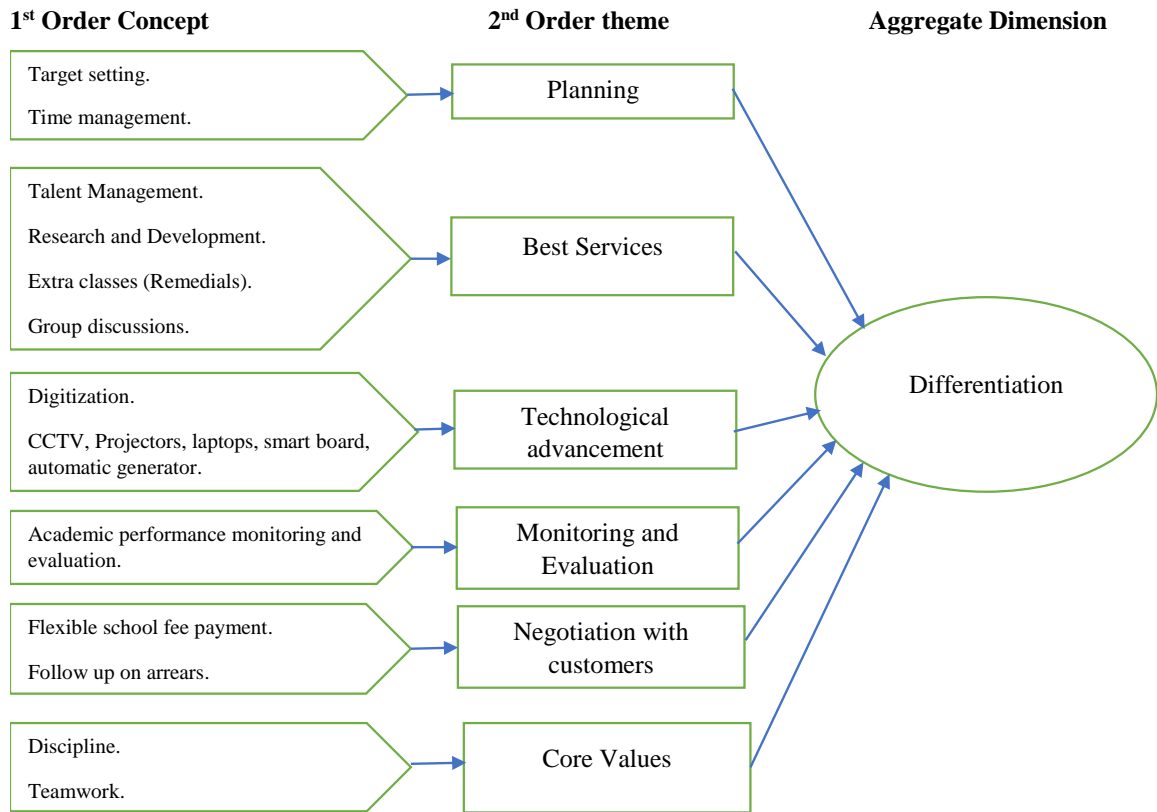 1st Order Concept 2nd Order theme Aggregate Dimension
Target setting.
Time management.
Planning
Talent Management.
Research and Development.
Extra classes (Remedials).
Group discussions.
Best Services
Differentiation
Digitization.
CCTV, Projectors, laptops, smart board,
automatic generator.
Technological
advancement
Academic performance monitoring and
evaluation.
Monitoring and
Evaluation
Flexible school fee payment.
Follow up on arrears.
Negotiation with
customers
Discipline.
Teamwork.
Core Values